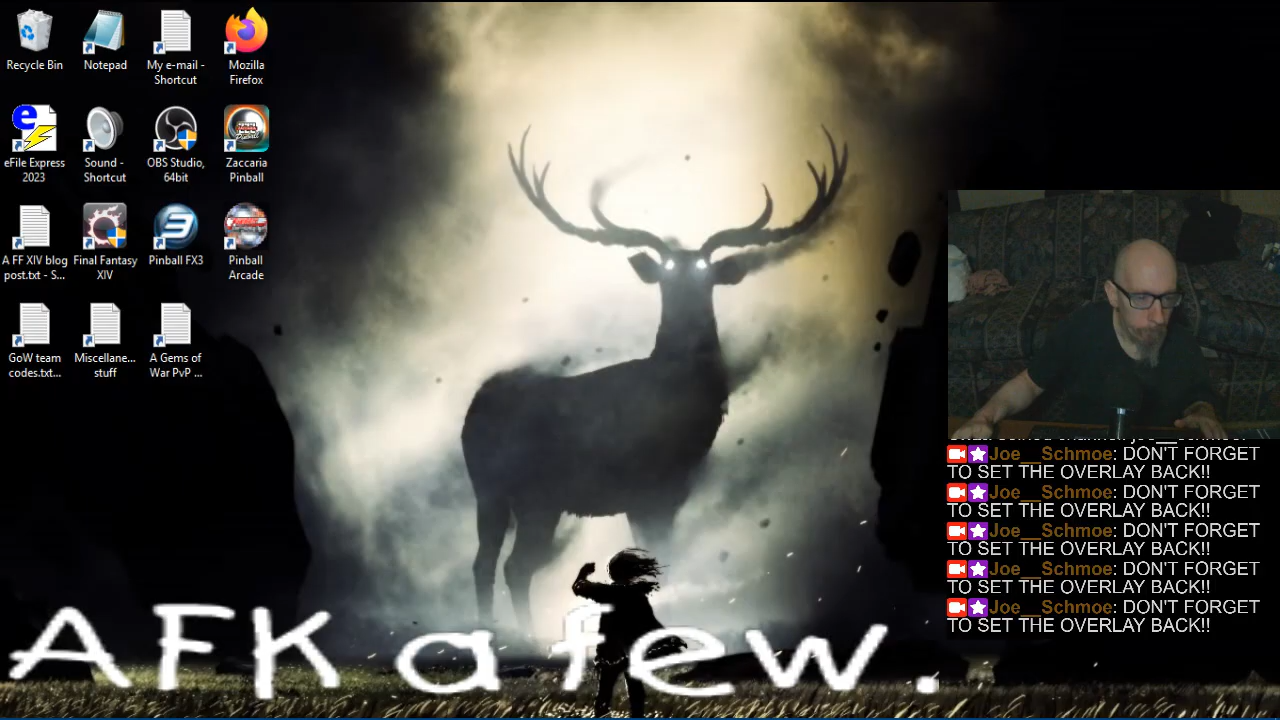 Recycle Bin
Notepad
My e-mail -
Shortcut
Mozilla
Firefox
eFile Express
2023
Sound -
Shortcut
OBS Studio,
64bit
Zaccaria
Pinball
A FF XIV blog
post.txt - S...
Final Fantasy
XIV
Pinball FX3
Pinball
Arcade
GoW team
codes.txt...
Miscellane...
stuff
A Gems of
War PvP ...
Joe__Schmoe: DON'T FORGET
TO SET THE OVERLAY BACK!!
Joe__Schmoe: DON'T FORGET
TO SET THE OVERLAY BACK!!
Joe__Schmoe: DON'T FORGET
TO SET THE OVERLAY BACK!!
Joe__Schmoe: DON'T FORGET
TO SET THE OVERLAY BACK!!
Joe__Schmoe: DON'T FORGET
TO SET THE OVERLAY BACK!!
AFK a few.